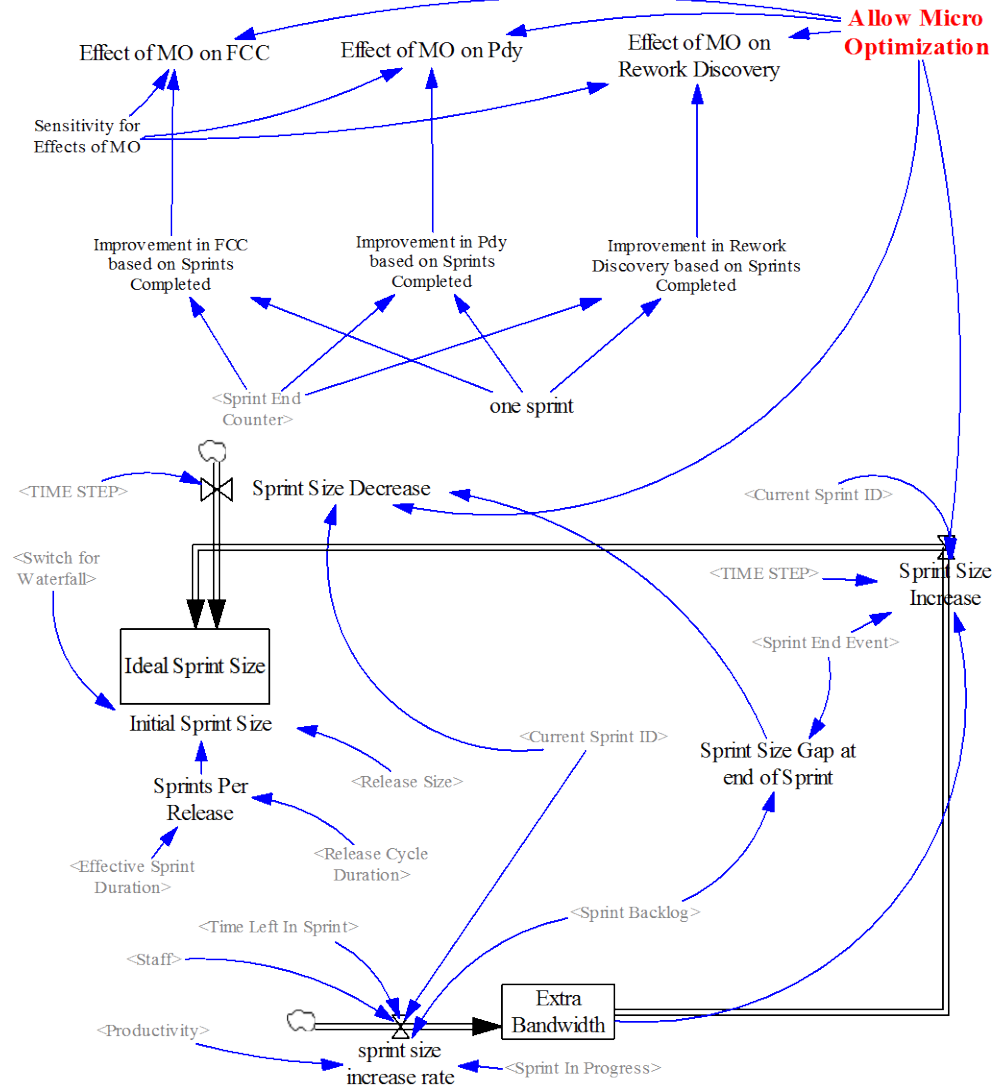 Allow Micro
Optimization
Effect of MO on FCC
Effect of MO on Pdy
Effect of MO on
Rework Discovery
Sensitivity for
Effects of MO
Improvement in FCC
based on Sprints
Completed
Improvement in Pdy
based on Sprints
Completed
Improvement in Rework
Discovery based on Sprints
Completed
<Sprint End
Counter>
one sprint
<TIME STEP>
Sprint Size Decrease
<Current Sprint ID>
<Switch for
Waterfall>
<TIME STEP>
Sprint Size
Increase
<Sprint End Event>
Ideal Sprint Size
Initial Sprint Size
<Current Sprint ID>
Sprint Size Gap at
end of Sprint
Sprints Per
Release
<Release Size>
<Effective Sprint
Duration>
<Release Cycle
Duration>
<Time Left In Sprint>
<Sprint Backlog>
<Staff>
Extra
Bandwidth
<Productivity>
sprint size
increase rate
<Sprint In Progress>